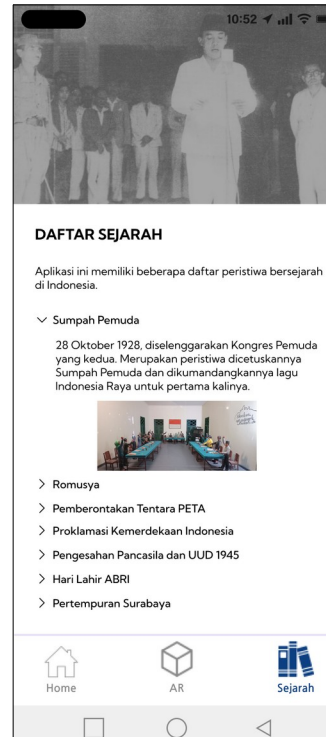 10:52
DAFTAR SEJARAH
Aplikasi ini memiliki beberapa daftar peristiwa bersejarah
di Indonesia.
Sumpah Pemuda
28 Oktober 1928, diselenggarakan Kongres Pemuda
yang kedua. Merupakan peristiwa dicetuskannya
Sumpah Pemuda dan dikumandangkannya lagu
Indonesia Raya untuk pertama kalinya.
Romusya
Pemberontakan Tentara PETA
Proklamasi Kemerdekaan Indonesia
Pengesahan Pancasila dan UUD 1945
Hari Lahir ABRI
Pertempuran Surabaya
Home
AR
Sejarah